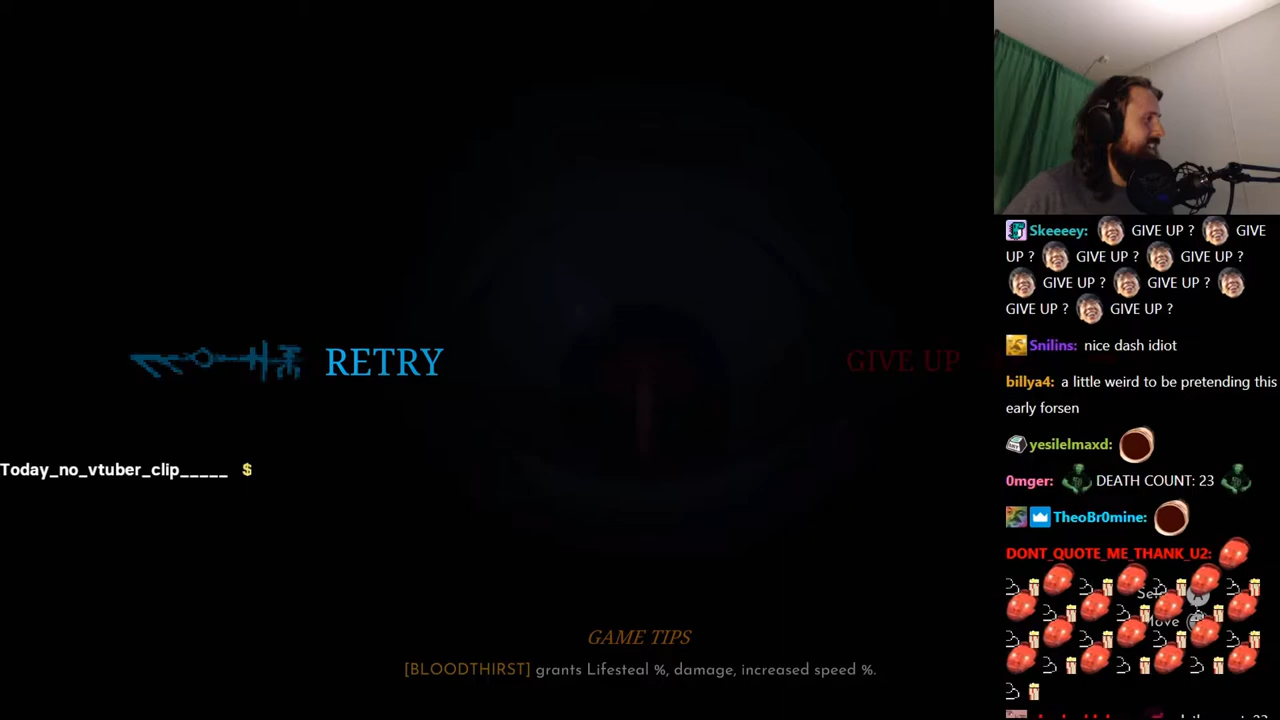 RETRY
GIVE UP
Today_no_vtuber_clip_____ $
GAME TIPS
[BLOODTHIRST] grants Lifesteal %, damage, increased speed %.
Skeeeey: GIVE UP ? GIVE
UP ? GIVE UP ? GIVE UP ?
GIVE UP ? GIVE UP ?
GIVE UP ? GIVE UP ?
Snilins: nice dash idiot
billya4: a little weird to be pretending this
early forsen
yesilelmaxd:
0mger: DEATH COUNT: 23
TheoBr0mine:
DONT_QUOTE_ME_THANK_U2:
Move